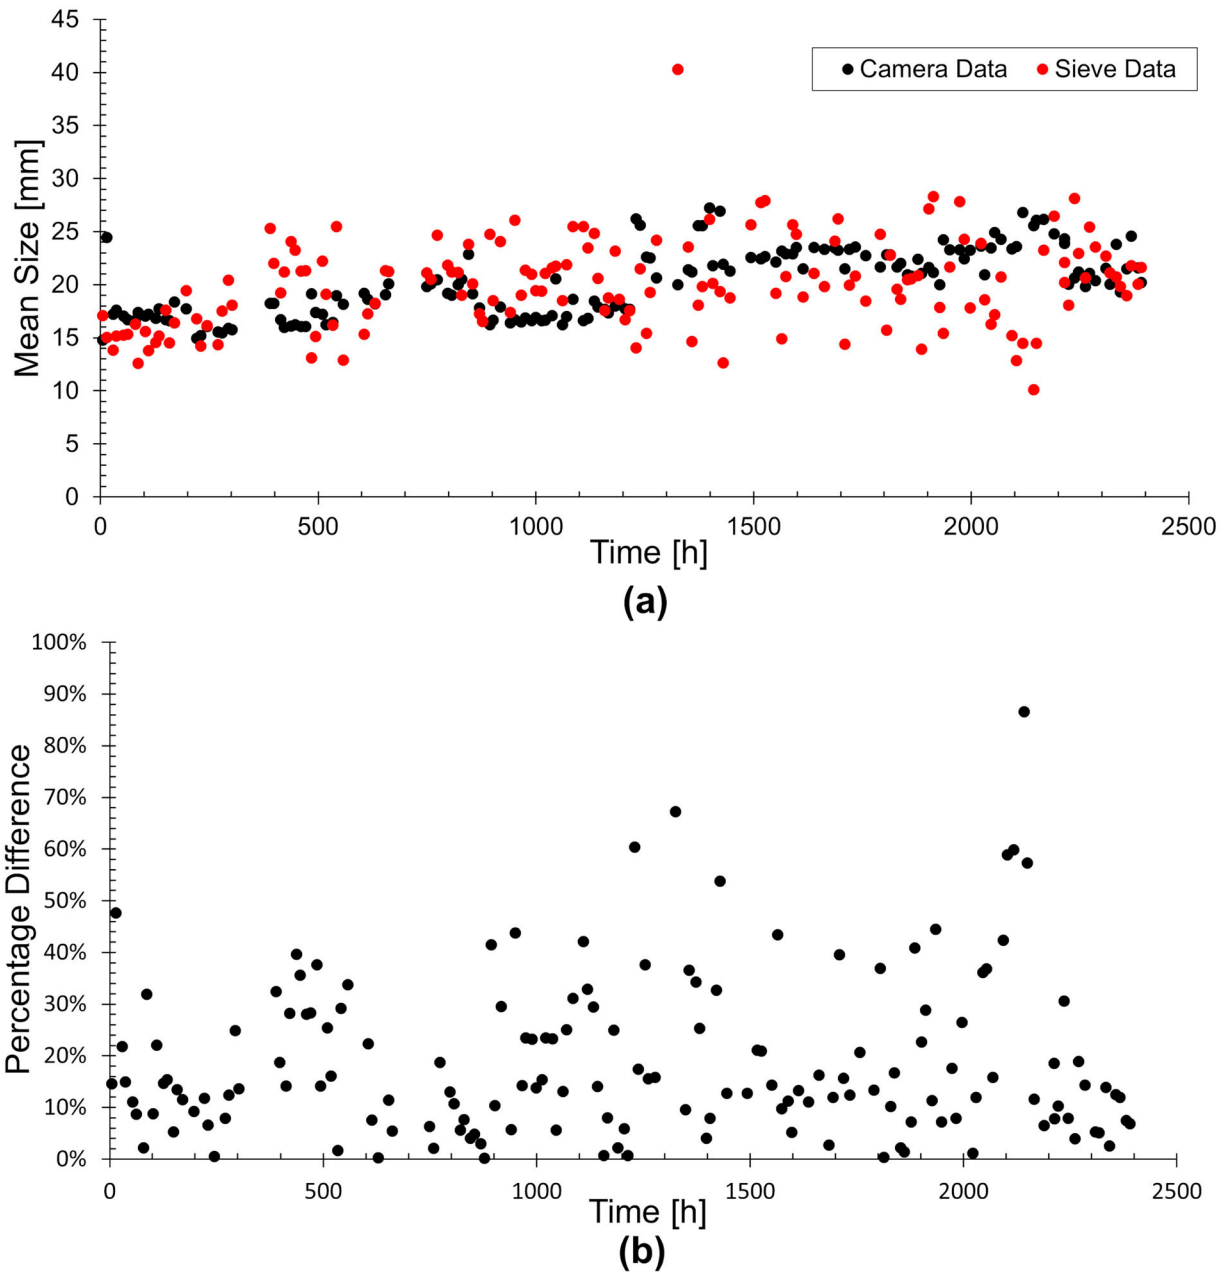 45
40
35
30
25
20
15
10
5
0
Mean Size [mm]
Camera Data Sieve Data
0 500 1000 1500 2000 2500
Time [h]
(a)
100%
90%
80%
70%
60%
50%
40%
30%
20%
10%
0%
Percentage Difference
0 500 1000 1500 2000 2500
Time [h]
(b)